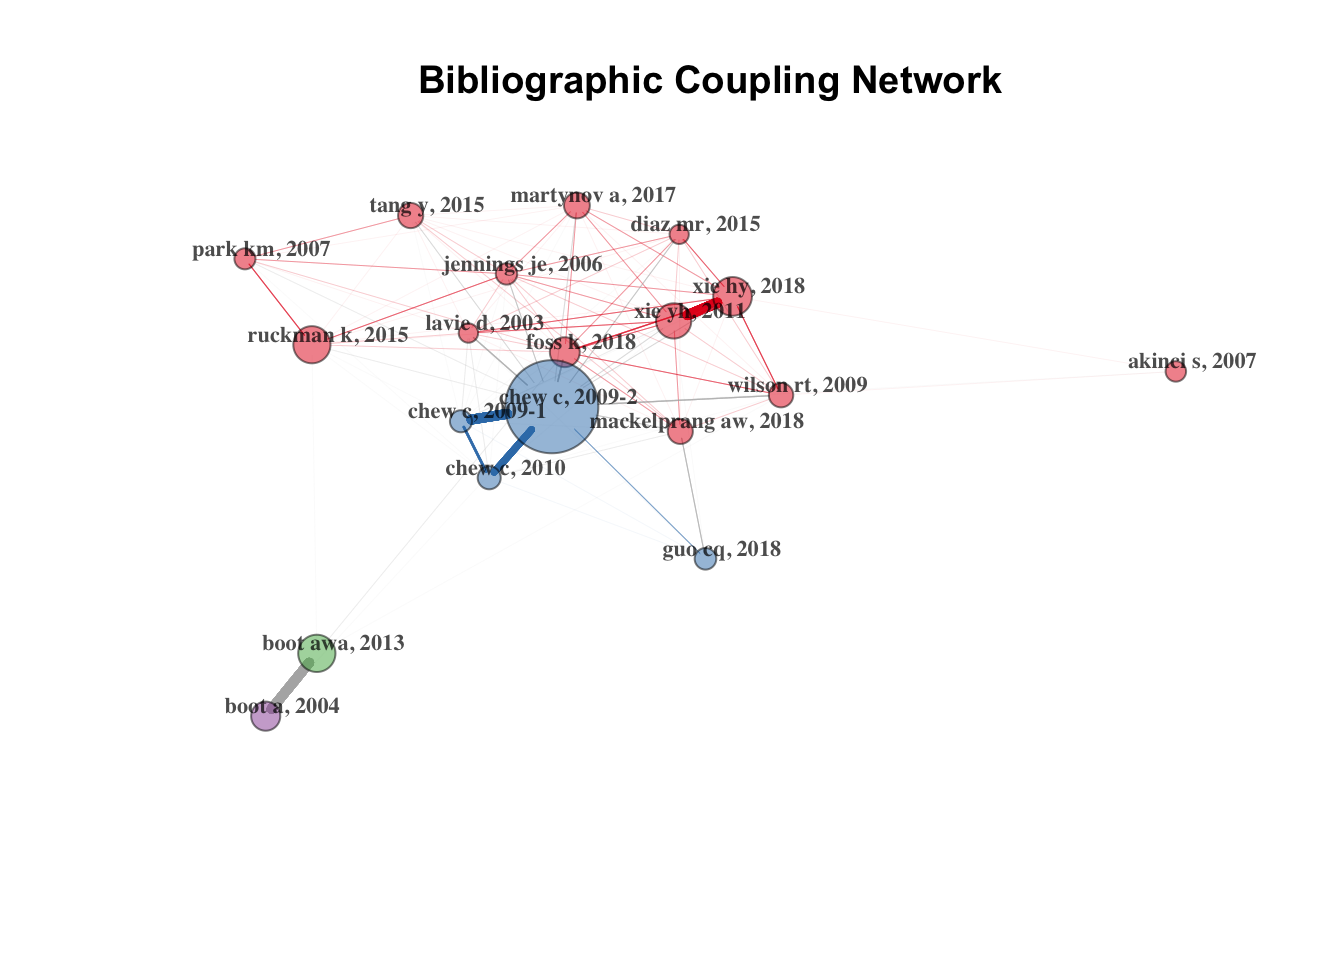 Bibliographic Coupling Network
martynov a, 2017
tang y, 2015
diaz mr, 2015
park km, 2007
jennings je, 2006
xie hy, 2018
xie yh, 2011
lavie d, 2003
ruckman k, 2015
foss k, 2018
akinci s, 2007
wilson rt, 2009
chew c, 2009-2
chew c, 2009-1
mackelprang aw, 2018
chew c, 2010
guo cq, 2018
boot awa, 2013
boot a, 2004